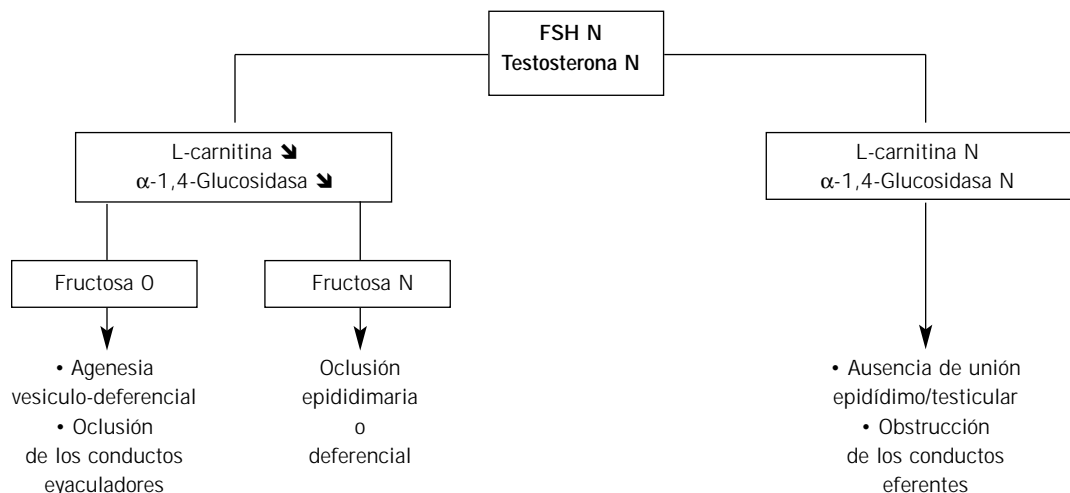 FSH N
Testosterona N
L-carnitina ➘
α-1,4-Glucosidasa ➘
L-carnitina N
α-1,4-Glucosidasa N
Fructosa 0
Fructosa N
• Agenesia
vesiculo-deferencial
• Oclusión
de los conductos
eyaculadores
Oclusión
epididimaria
o
deferencial
• Ausencia de unión
epidídimo/testicular
• Obstrucción
de los conductos
eferentes